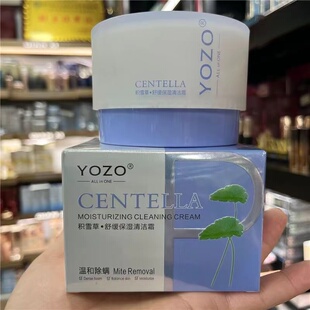 CENTELLA
积雪草•舒缓保湿清洁霜
YOZO®
YOZO®
ALL IN ONE
CENTELLA
MOISTURIZING CLEANING CREAM
积雪草•舒缓保湿清洁霜
温和除螨 Mite Removal